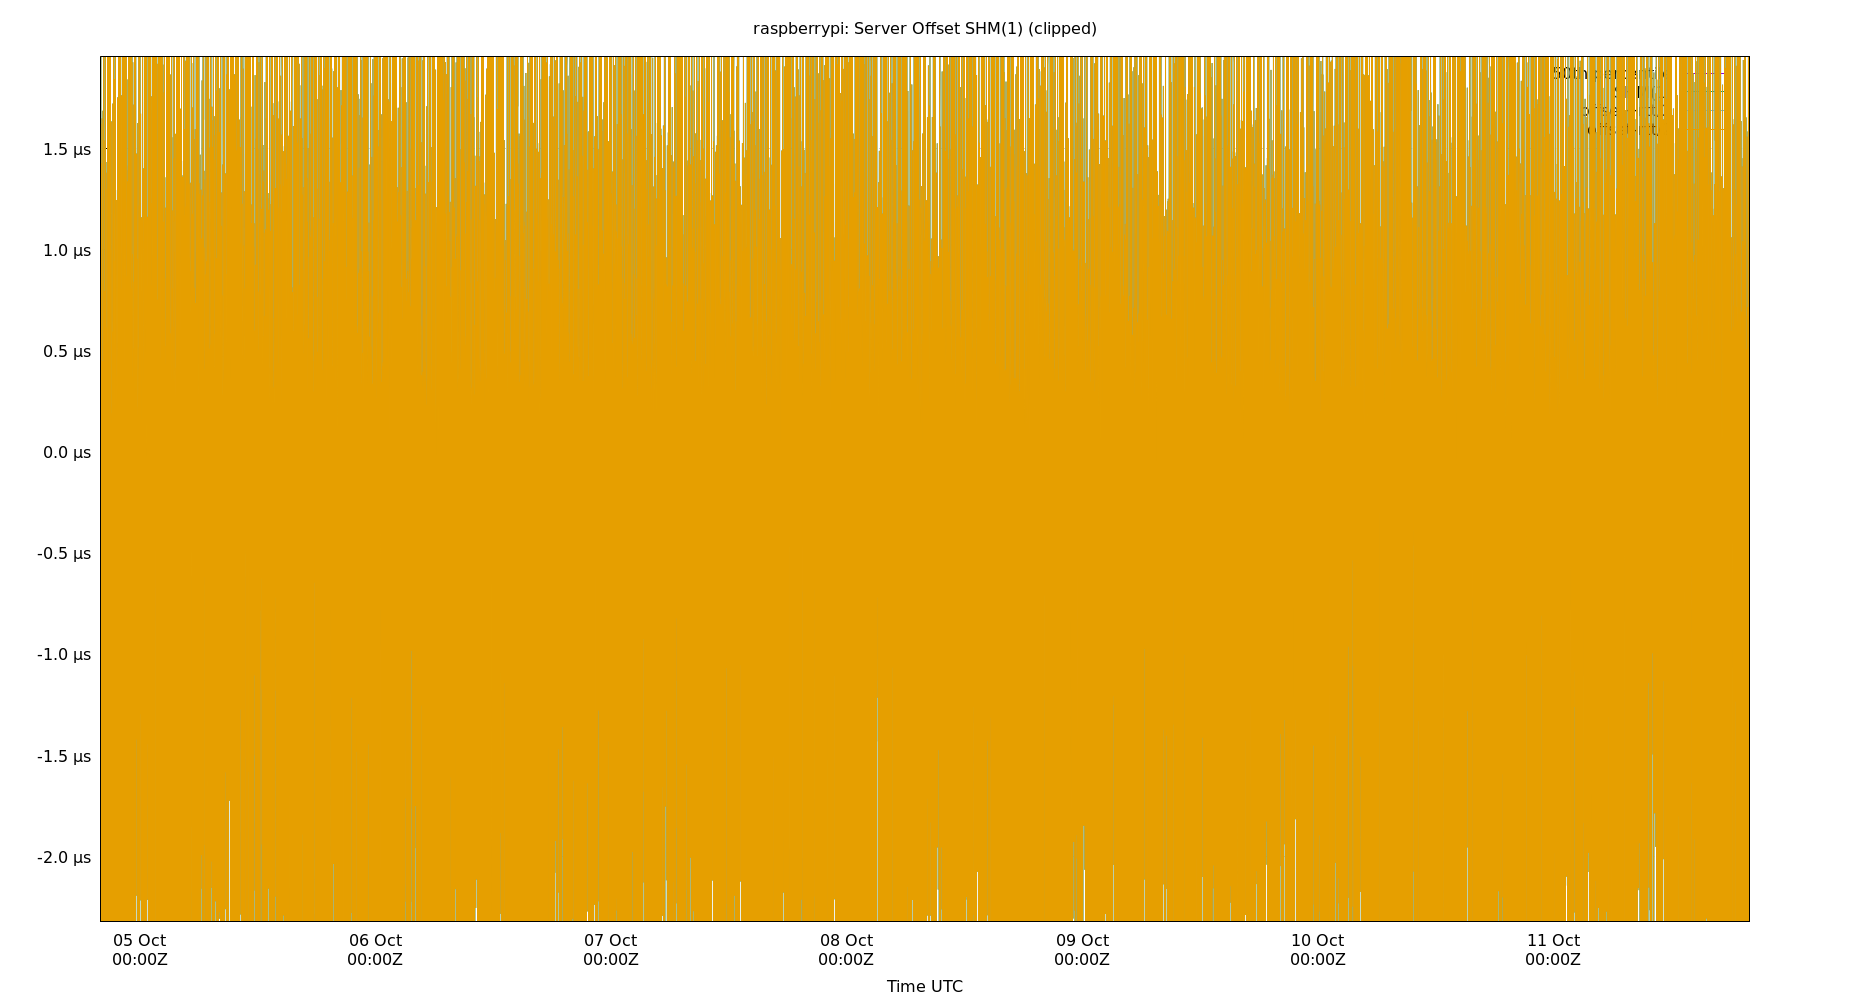 raspberrypi: Server Offset SHM(1) (clipped)
1.5 µs
1.0 µs
0.5 µs
0.0 µs
-0.5 µs
-1.0 µs
-1.5 µs
-2.0 µs
05 Oct 06 Oct 07 Oct 08 Oct 09 Oct 10 Oct 11 Oct
00:00Z 00:00Z 00:00Z 00:00Z 00:00Z 00:00Z 00:00Z
Time UTC